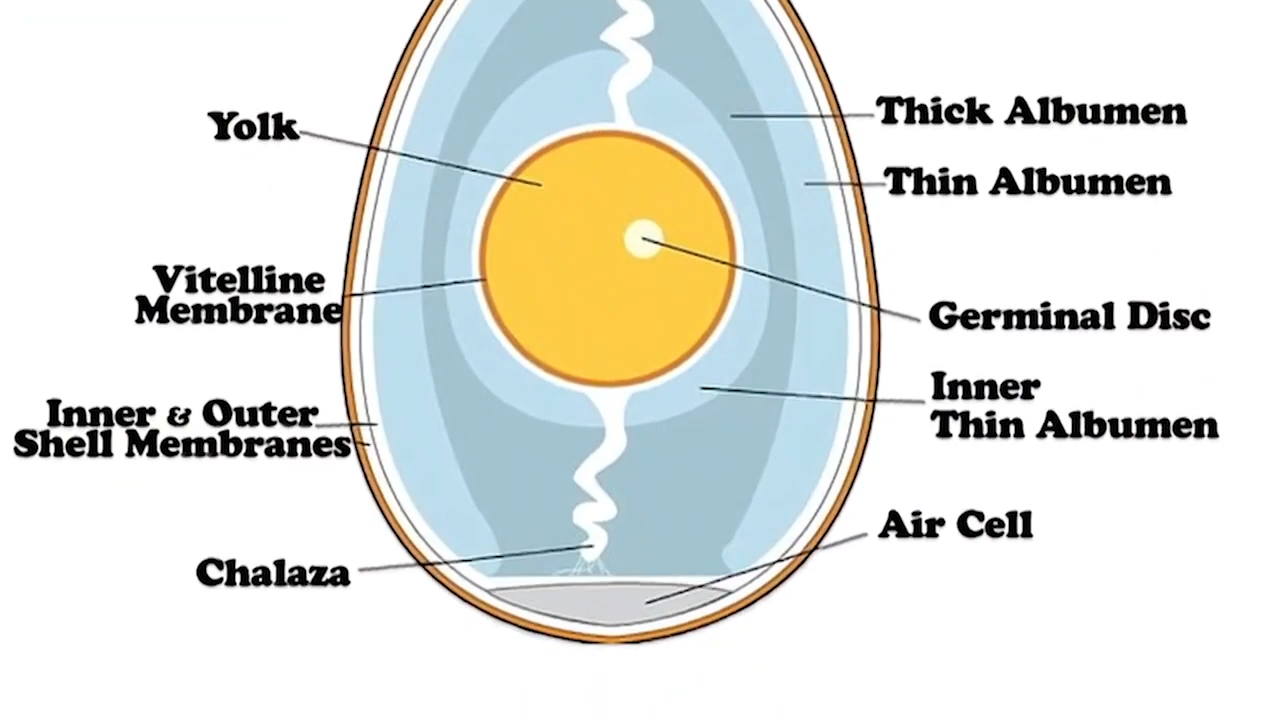 Yolk
Vitelline
Membrane
Inner & Outer
Shell Membranes
Chalaza
Thick Albumen
Thin Albumen
Germinal Disc
Inner
Thin Albumen
Air Cell